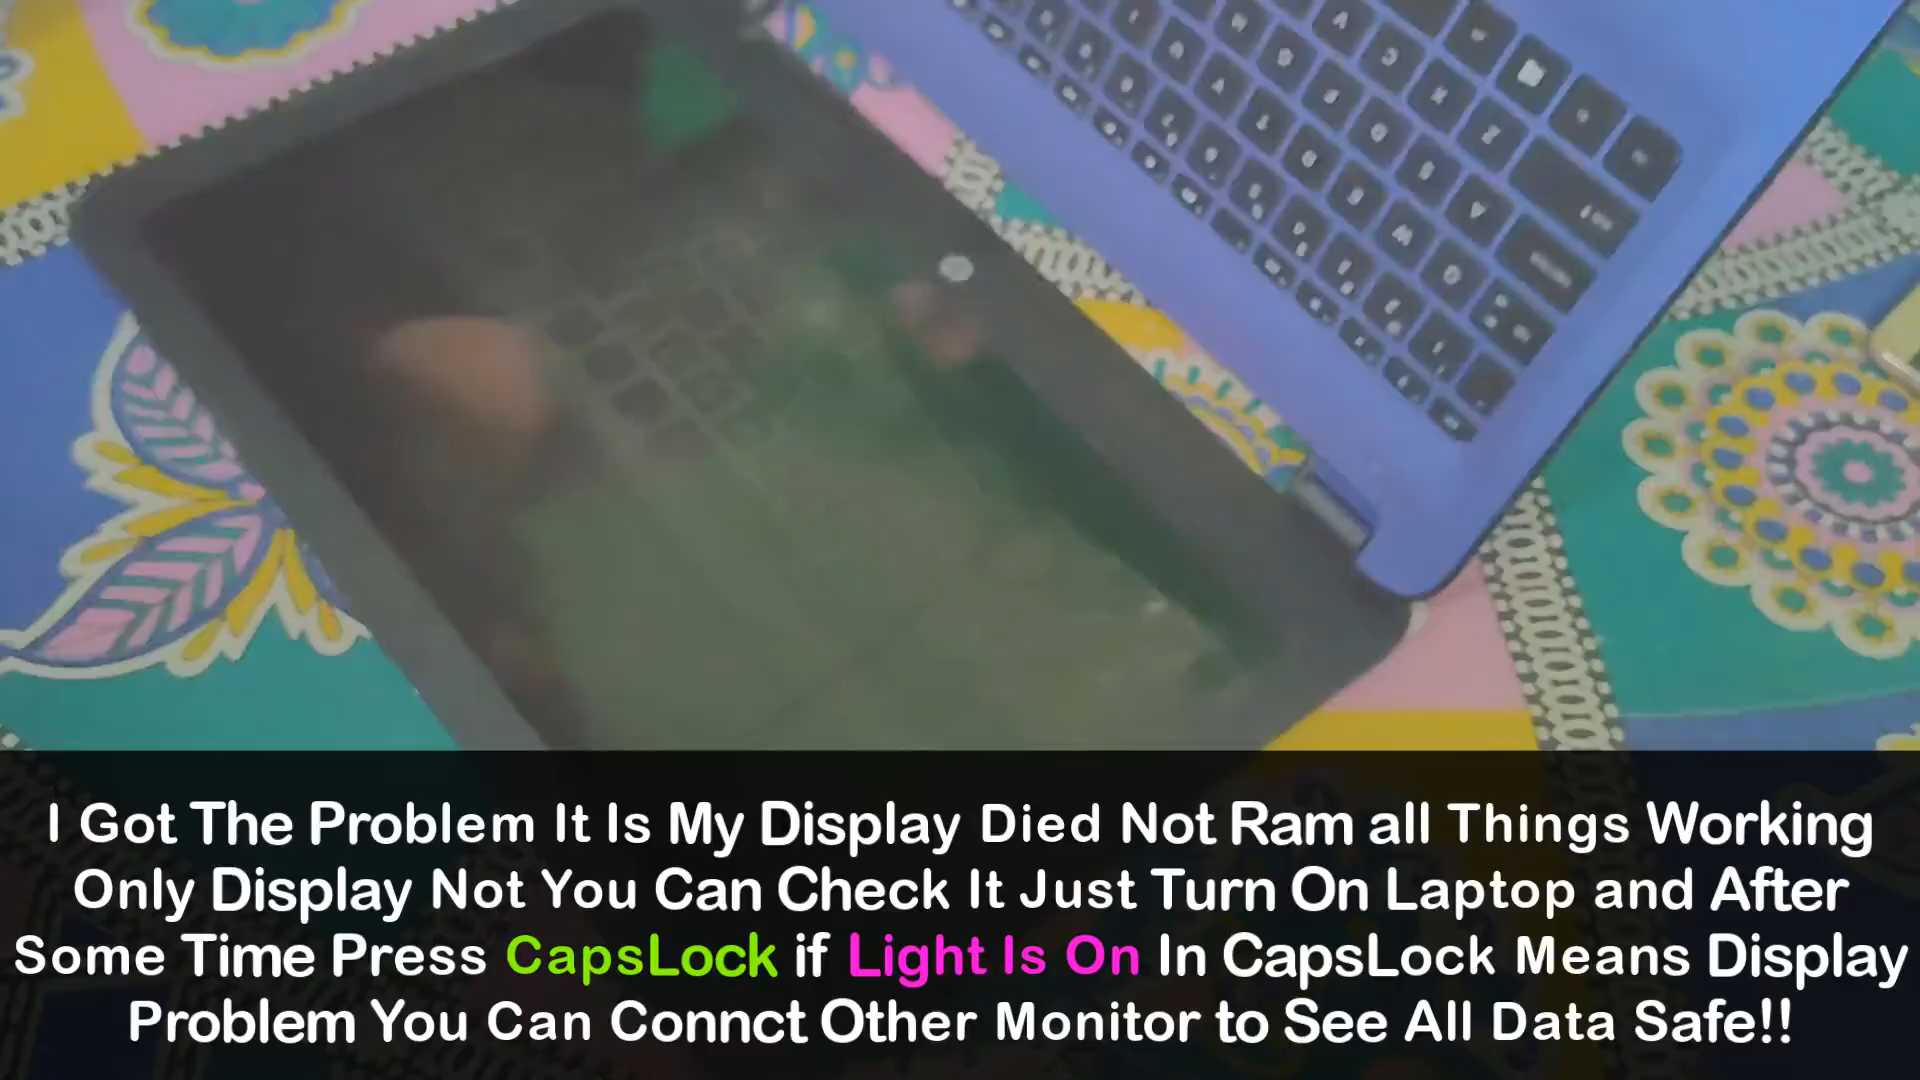 I Got The Problem It Is My Display Died Not Ram all Things Working
Only Display Not You Can Check It Just Turn On Laptop and After
Some Time Press CapsLock if Light Is On In CapsLock Means Display
Problem You Can Connct Other Monitor to See All Data Safe!!